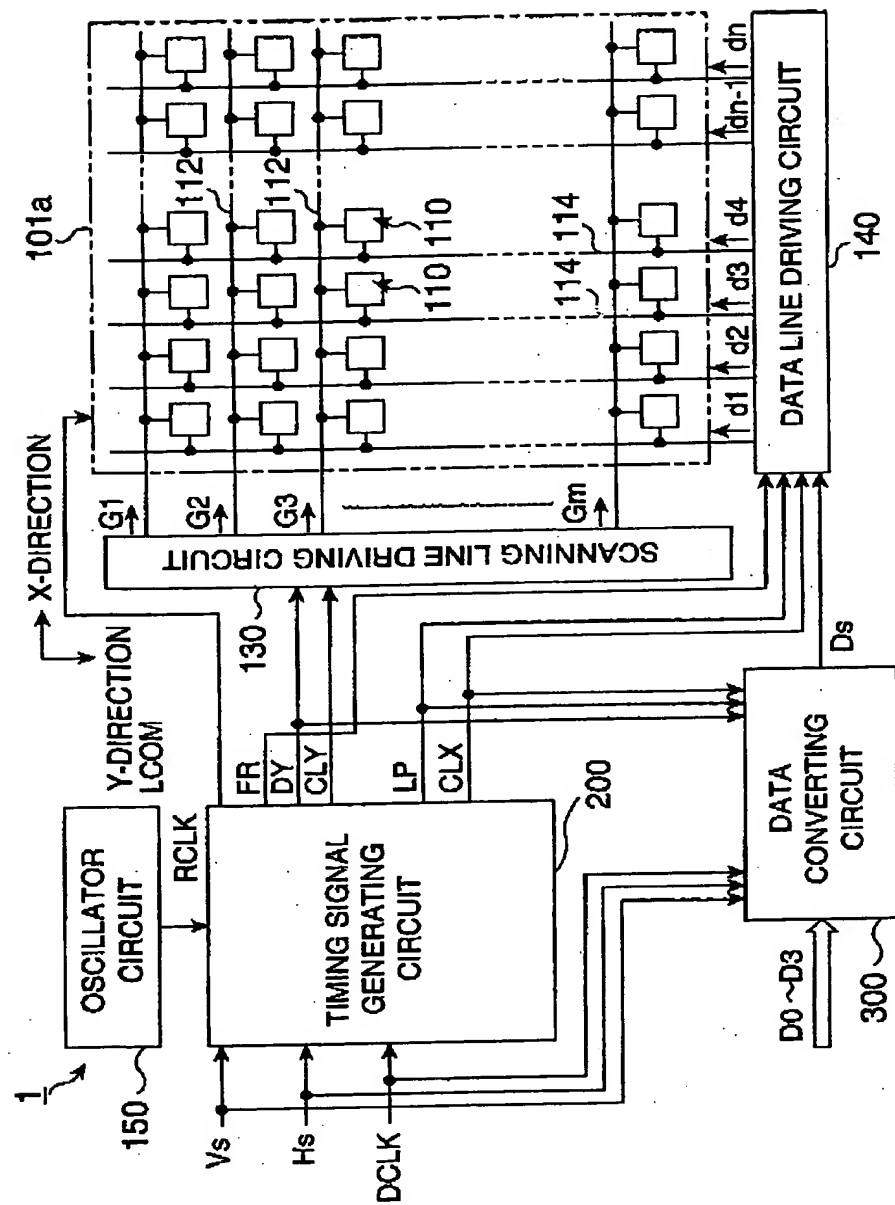 1
X-DIRECTION
Y-DIRECTION
LCOM
150
OSCILLATOR
CIRCUIT
RCLK
Vs
Hs
DCLK
TIMING SIGNAL
GENERATING
CIRCUIT
200
FR
DY
CLY
LP
CLX
130
SCANNING LINE DRIVING CIRCUIT
G1
G2
G3
Gm
101a
112
112
110
110
114
114
d1
d2
d3
d4
dn-1
dn
DATA LINE DRIVING CIRCUIT
140
Ds
DATA
CONVERTING
CIRCUIT
D0~D3
300